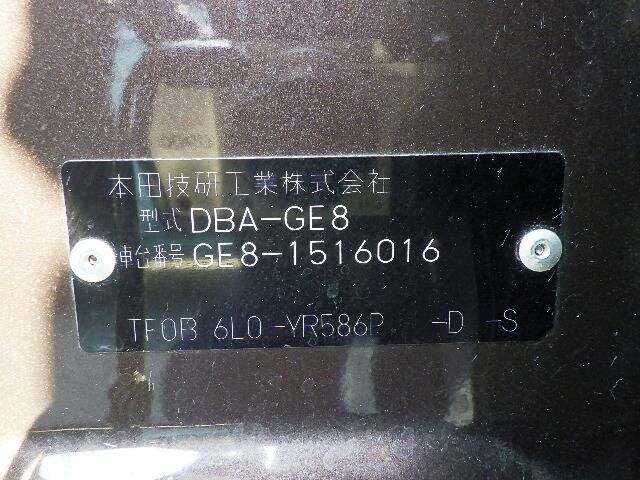 本田技研工業株式会社
型式 DBA-GE8
車台番号 GE8-1516016
TF0B 6L0 -YR586P -D -S